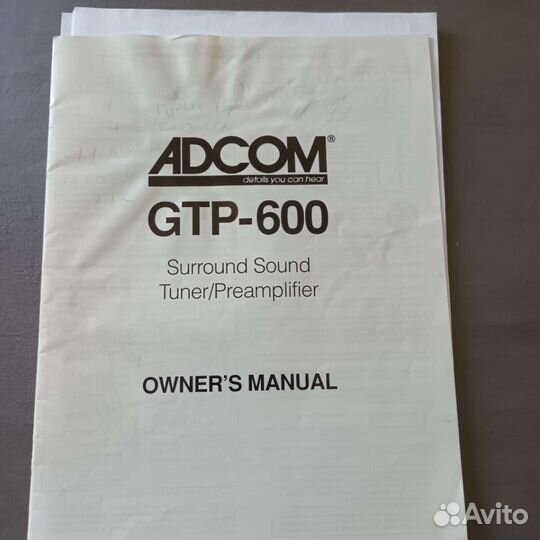 ADCOM®
details you can hear
GTP-600
Surround Sound
Tuner/Preamplifier
OWNER'S MANUAL
Avito